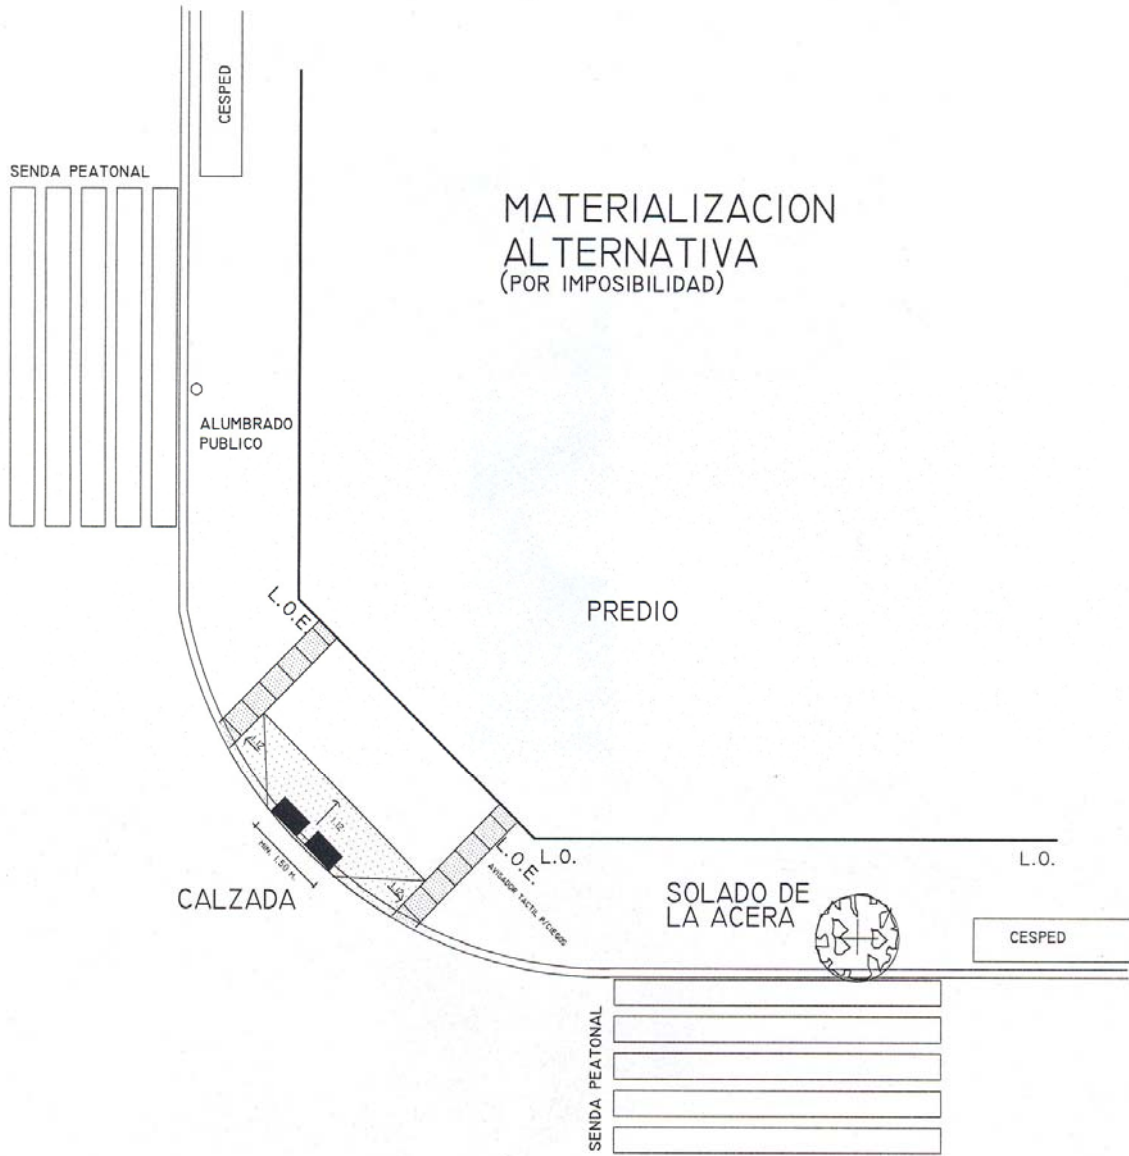 CESPED
SENDA PEATONAL
MATERIALIZACION
ALTERNATIVA
(POR IMPOSIBILIDAD)
ALUMBRADO
PUBLICO
L.O.E.
PREDIO
1.12
1.12
1.12
MIN. 1.50 M.
CALZADA
L.O.E.
AVISADOR TACTIL P/CIEGOS
L.O.
L.O.
SOLADO DE
LA ACERA
CESPED
SENDA PEATONAL